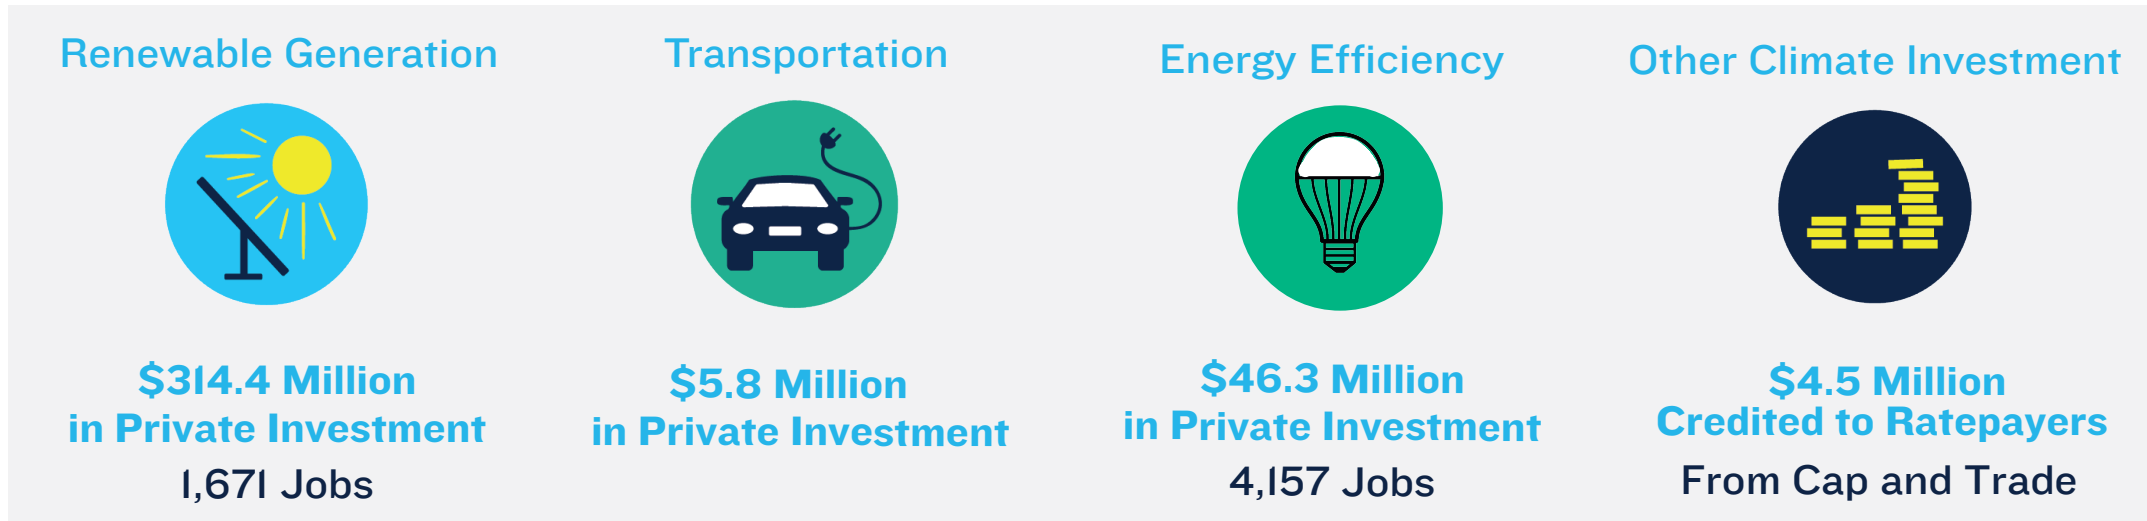 Renewable Generation
$314.4 Million
in Private Investment
1,671 Jobs
Transportation
$5.8 Million
in Private Investment
Energy Efficiency
$46.3 Million
in Private Investment
4,157 Jobs
Other Climate Investment
$4.5 Million
Credited to Ratepayers
From Cap and Trade